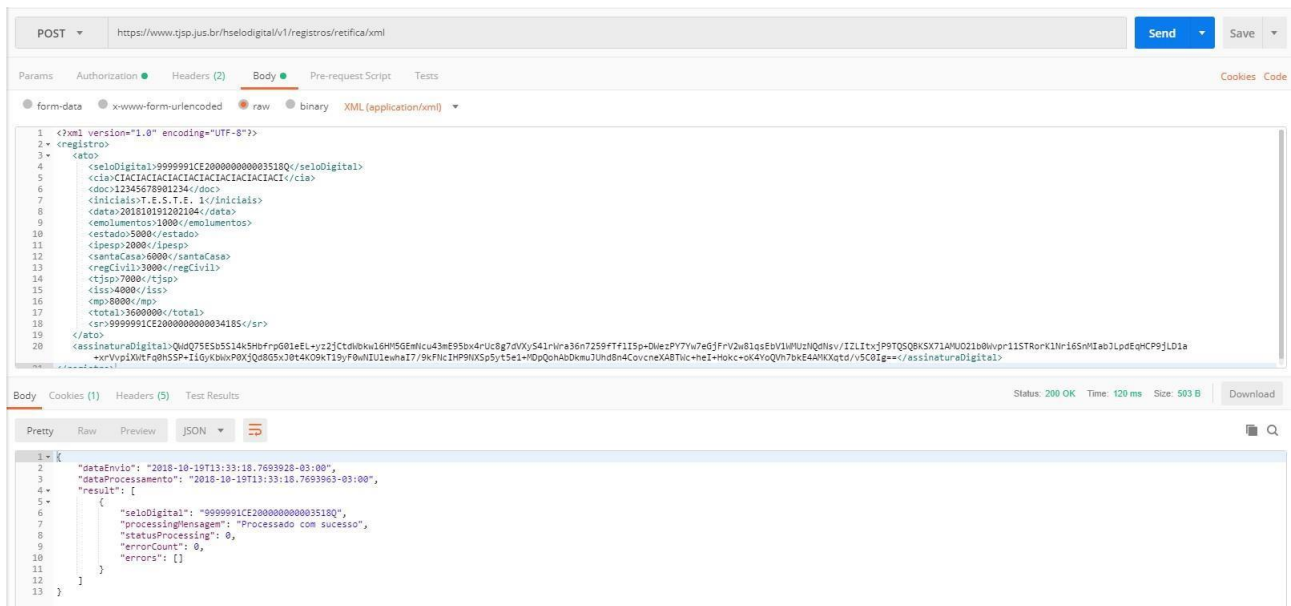 POST https://www.tjsp.jus.br/hselodigital/v1/registros/retifica/xml Send Save
Params Authorization Headers (2) Body Pre-request Script Tests Cookies Code
form-data x-www-form-urlencoded raw binary XML (application/xml)
1 <?xml version="1.0" encoding="UTF-8"?>
2 <registro>
3 <ato>
4 <seloDigital>9999991CE200000000003518Q</seloDigital>
5 <cia>CIACIACIACIACIACIACIACIACIACIACI</cia>
6 <doc>12345678901234</doc>
7 <iniciais>T.E.S.T.E. 1</iniciais>
8 <data>201810191202104</data>
9 <emolumentos>1000</emolumentos>
10 <estado>5000</estado>
11 <ipesp>2000</ipesp>
12 <santaCasa>6000</santaCasa>
13 <regCivil>3000</regCivil>
14 <tjsp>7000</tjsp>
15 <iss>4000</iss>
16 <mp>8000</mp>
17 <total>3600000</total>
18 <sr>9999991CE200000000003418S</sr>
19 </ato>
20 <assinaturaDigital></assinaturaDigital>
Body Cookies (1) Headers (5) Test Results Status: 200 OK Time: 120 ms Size: 503 B Download
Pretty Raw Preview JSON
1 {
2 "dataEnvio": "2018-10-19T13:33:18.7693928-03:00",
3 "dataProcessamento": "2018-10-19T13:33:18.7693963-03:00",
4 "result": [
5 {
6 "seloDigital": "9999991CE200000000003518Q",
7 "processingMensagem": "Processado com sucesso",
8 "statusProcessing": 0,
9 "errorCount": 0,
10 "errors": []
11 }
12 ]
13 }